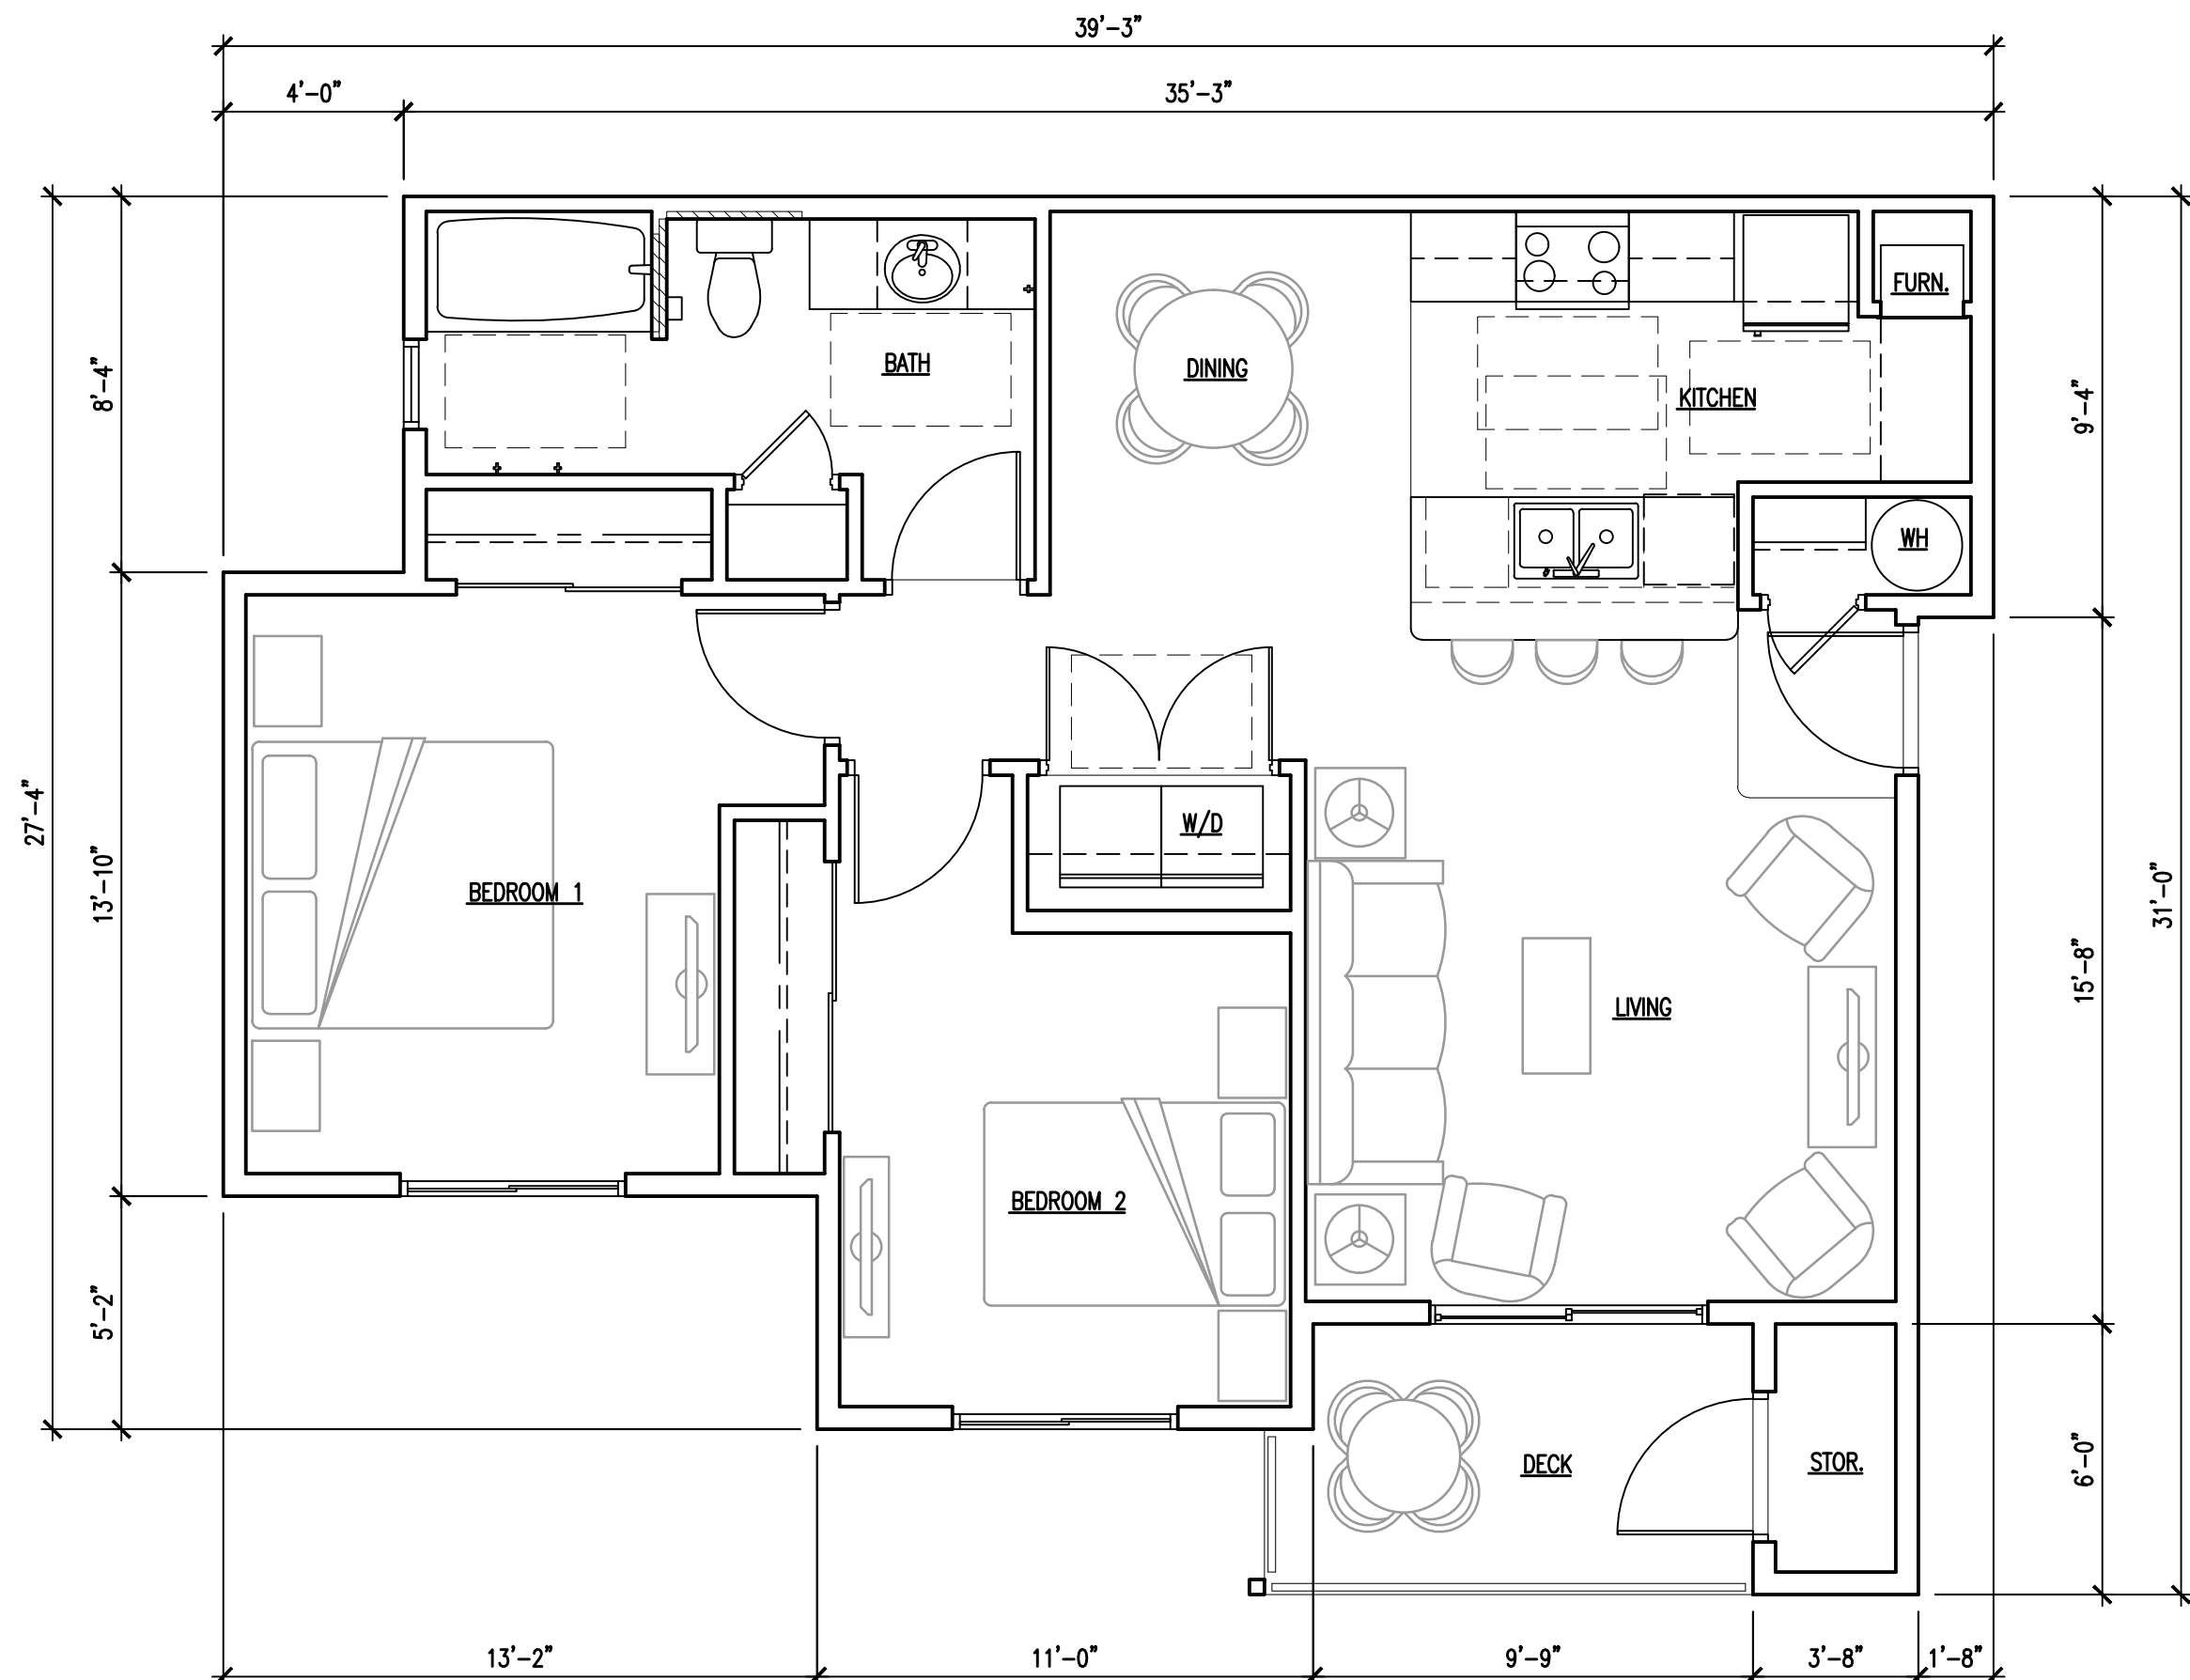 39'-3"
4'-0"
35'-3"
FURN.
BATH
DINING
KITCHEN
8'-4"
9'-4"
WH
27'-4"
13'-10"
W/D
BEDROOM 1
31'-0"
15'-8"
LIVING
BEDROOM 2
5'-2"
DECK
STOR.
6'-0"
13'-2"
11'-0"
9'-9"
3'-8"
1'-8"